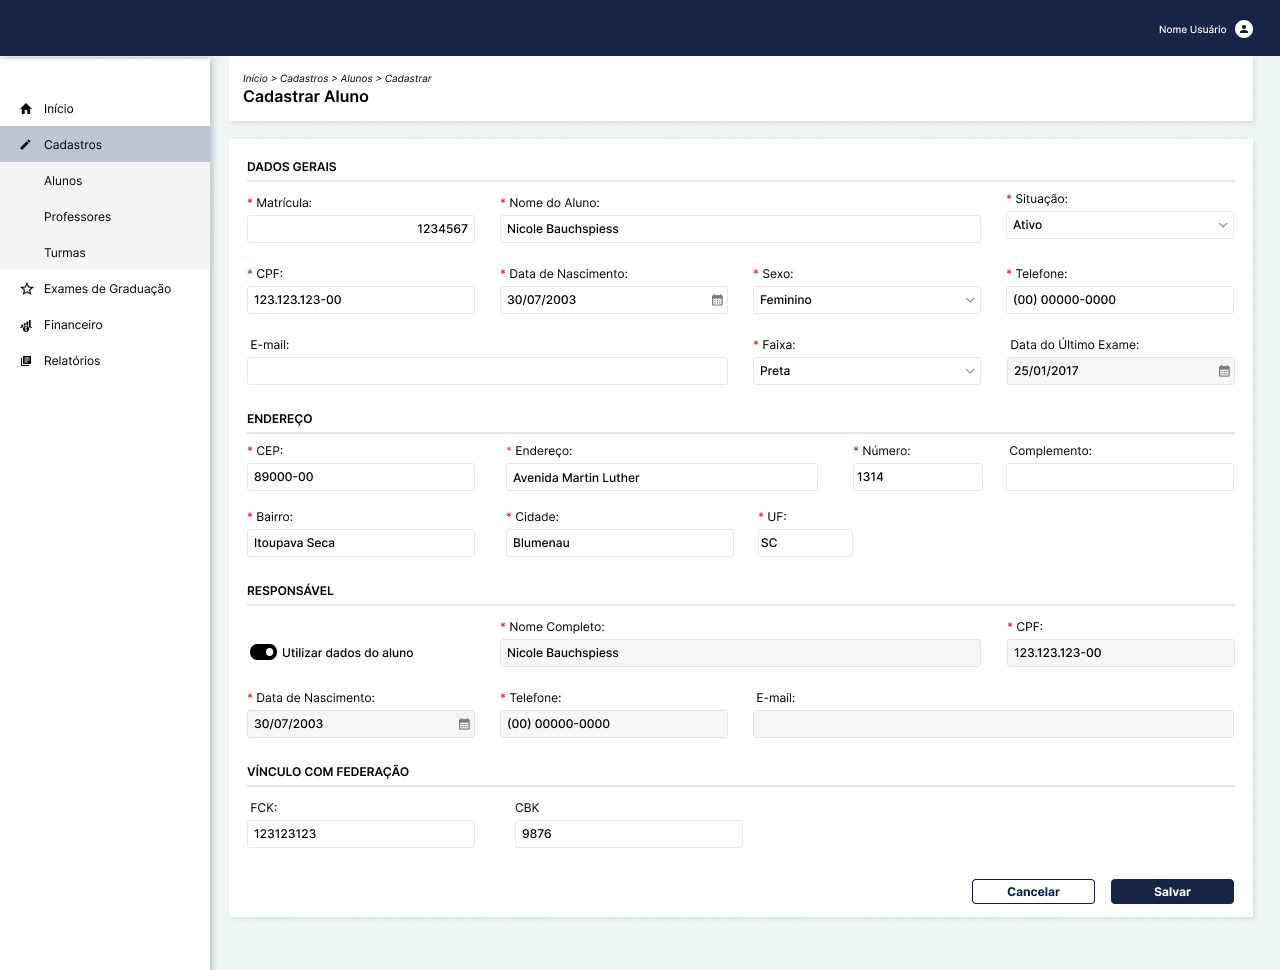 Nome Usuário
Início > Cadastros > Alunos > Cadastrar
Cadastrar Aluno
Início
Cadastros
Alunos
Professores
Turmas
Exames de Graduação
Financeiro
Relatórios
DADOS GERAIS
* Matrícula: * Nome do Aluno: * Situação:
1234567 Nicole Bauchspiess Ativo
* CPF: * Data de Nascimento: * Sexo: * Telefone:
123.123.123-00 30/07/2003 Feminino (00) 00000-0000
E-mail: * Faixa: Data do Último Exame:
Preta 25/01/2017
ENDEREÇO
* CEP: * Endereço: * Número: Complemento:
89000-00 Avenida Martin Luther 1314
* Bairro: * Cidade: * UF:
Itoupava Seca Blumenau SC
RESPONSÁVEL
* Nome Completo: * CPF:
Utilizar dados do aluno Nicole Bauchspiess 123.123.123-00
* Data de Nascimento: * Telefone: E-mail:
30/07/2003 (00) 00000-0000
VÍNCULO COM FEDERAÇÃO
FCK: CBK
123123123 9876
Cancelar Salvar